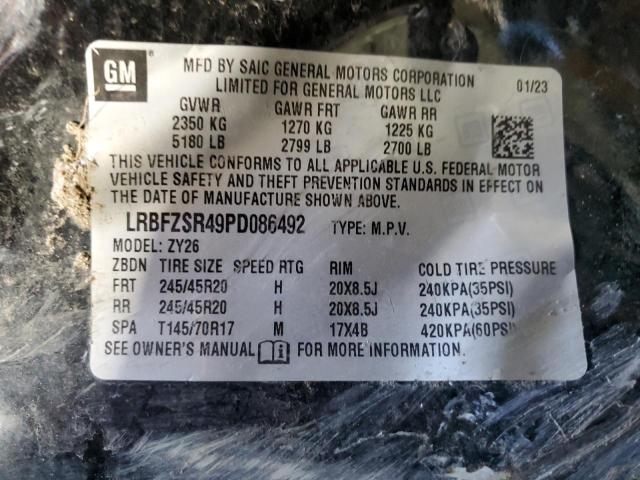 GM ®
MFD BY SAIC GENERAL MOTORS CORPORATION
LIMITED FOR GENERAL MOTORS LLC 01/23
GVWR GAWR FRT GAWR RR
2350 KG 1270 KG 1225 KG
5180 LB 2799 LB 2700 LB
THIS VEHICLE CONFORMS TO ALL APPLICABLE U.S. FEDERAL MOTOR
VEHICLE SAFETY AND THEFT PREVENTION STANDARDS IN EFFECT ON
THE DATE OF MANUFACTURE SHOWN ABOVE.
LRBFZSR49PD086492 TYPE: M.P.V.
MODEL: ZY26
ZBDN TIRE SIZE SPEED RTG RIM COLD TIRE PRESSURE
FRT 245/45R20 H 20X8.5J 240KPA(35PSI)
RR 245/45R20 H 20X8.5J 240KPA(35PSI)
SPA T145/70R17 M 17X4B 420KPA(60PSI)
SEE OWNER'S MANUAL FOR MORE INFORMATION.